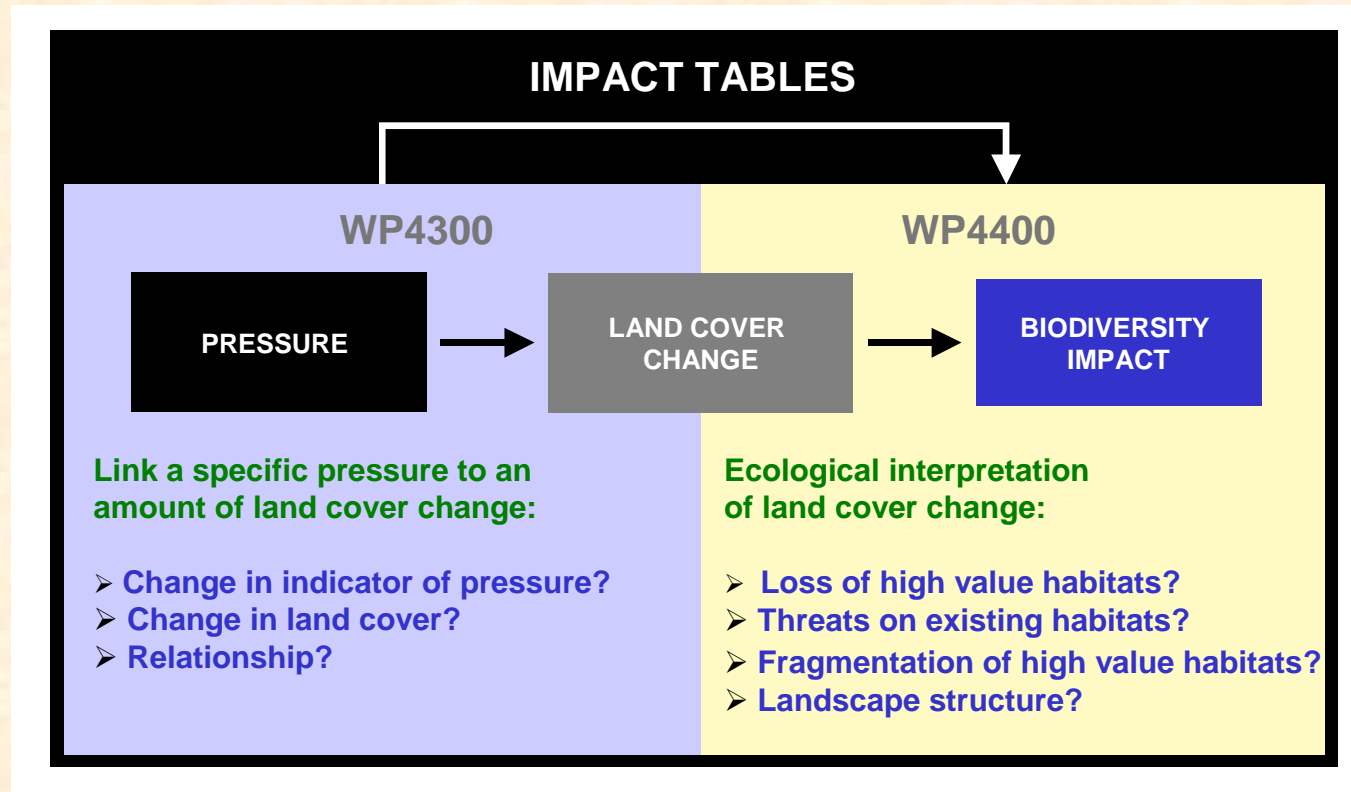 IMPACT TABLES
WP4300
WP4400
PRESSURE
LAND COVER
CHANGE
BIODIVERSITY
IMPACT
Link a specific pressure to an
amount of land cover change:
➢ Change in indicator of pressure?
➢ Change in land cover?
➢ Relationship?
Ecological interpretation
of land cover change:
➢ Loss of high value habitats?
➢ Threats on existing habitats?
➢ Fragmentation of high value habitats?
➢ Landscape structure?